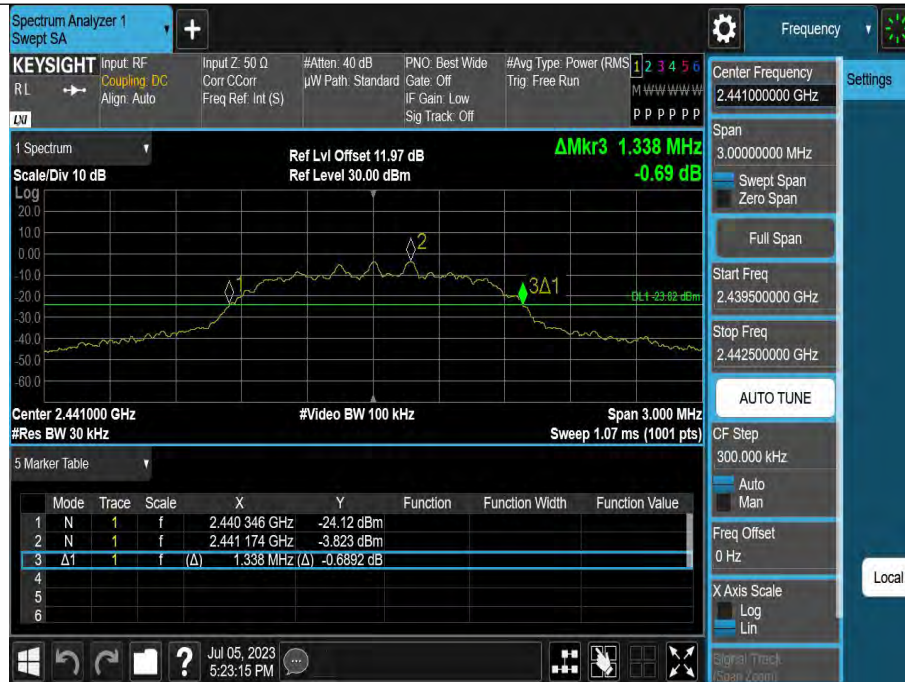 Spectrum Analyzer 1
Swept SA
+
Frequency
KEYSIGHT
RL
LXI
Input: RF
Coupling: DC
Align: Auto
Input Z: 50 Ω
Corr CCorr
Freq Ref: Int (S)
#Atten: 40 dB
µW Path: Standard
PNO: Best Wide
Gate: Off
IF Gain: Low
Sig Track: Off
#Avg Type: Power (RMS
Trig: Free Run
1 2 3 4 5 6
M W W W W W
P P P P P P
1 Spectrum
Scale/Div 10 dB
Ref Lvl Offset 11.97 dB
Ref Level 30.00 dBm
ΔMkr3 1.338 MHz
-0.69 dB
Log
20.0
10.0
0.00
-10.0
-20.0
-30.0
-40.0
-50.0
-60.0
1
2
3Δ1
DL1 -23.82 dBm
Center 2.441000 GHz
#Video BW 100 kHz
Span 3.000 MHz
#Res BW 30 kHz
Sweep 1.07 ms (1001 pts)
5 Marker Table
Mode Trace Scale X Y Function Function Width Function Value
1 N 1 f 2.440 346 GHz -24.12 dBm
2 N 1 f 2.441 174 GHz -3.823 dBm
3 Δ1 1 f (Δ) 1.338 MHz (Δ) -0.6892 dB
4
5
6
Jul 05, 2023
5:23:15 PM
Center Frequency
2.441000000 GHz
Settings
Span
3.00000000 MHz
Swept Span
Zero Span
Full Span
Start Freq
2.439500000 GHz
Stop Freq
2.442500000 GHz
AUTO TUNE
CF Step
300.000 kHz
Auto
Man
Freq Offset
0 Hz
Local
X Axis Scale
Log
Lin
Signal Track
(Span Zoom)